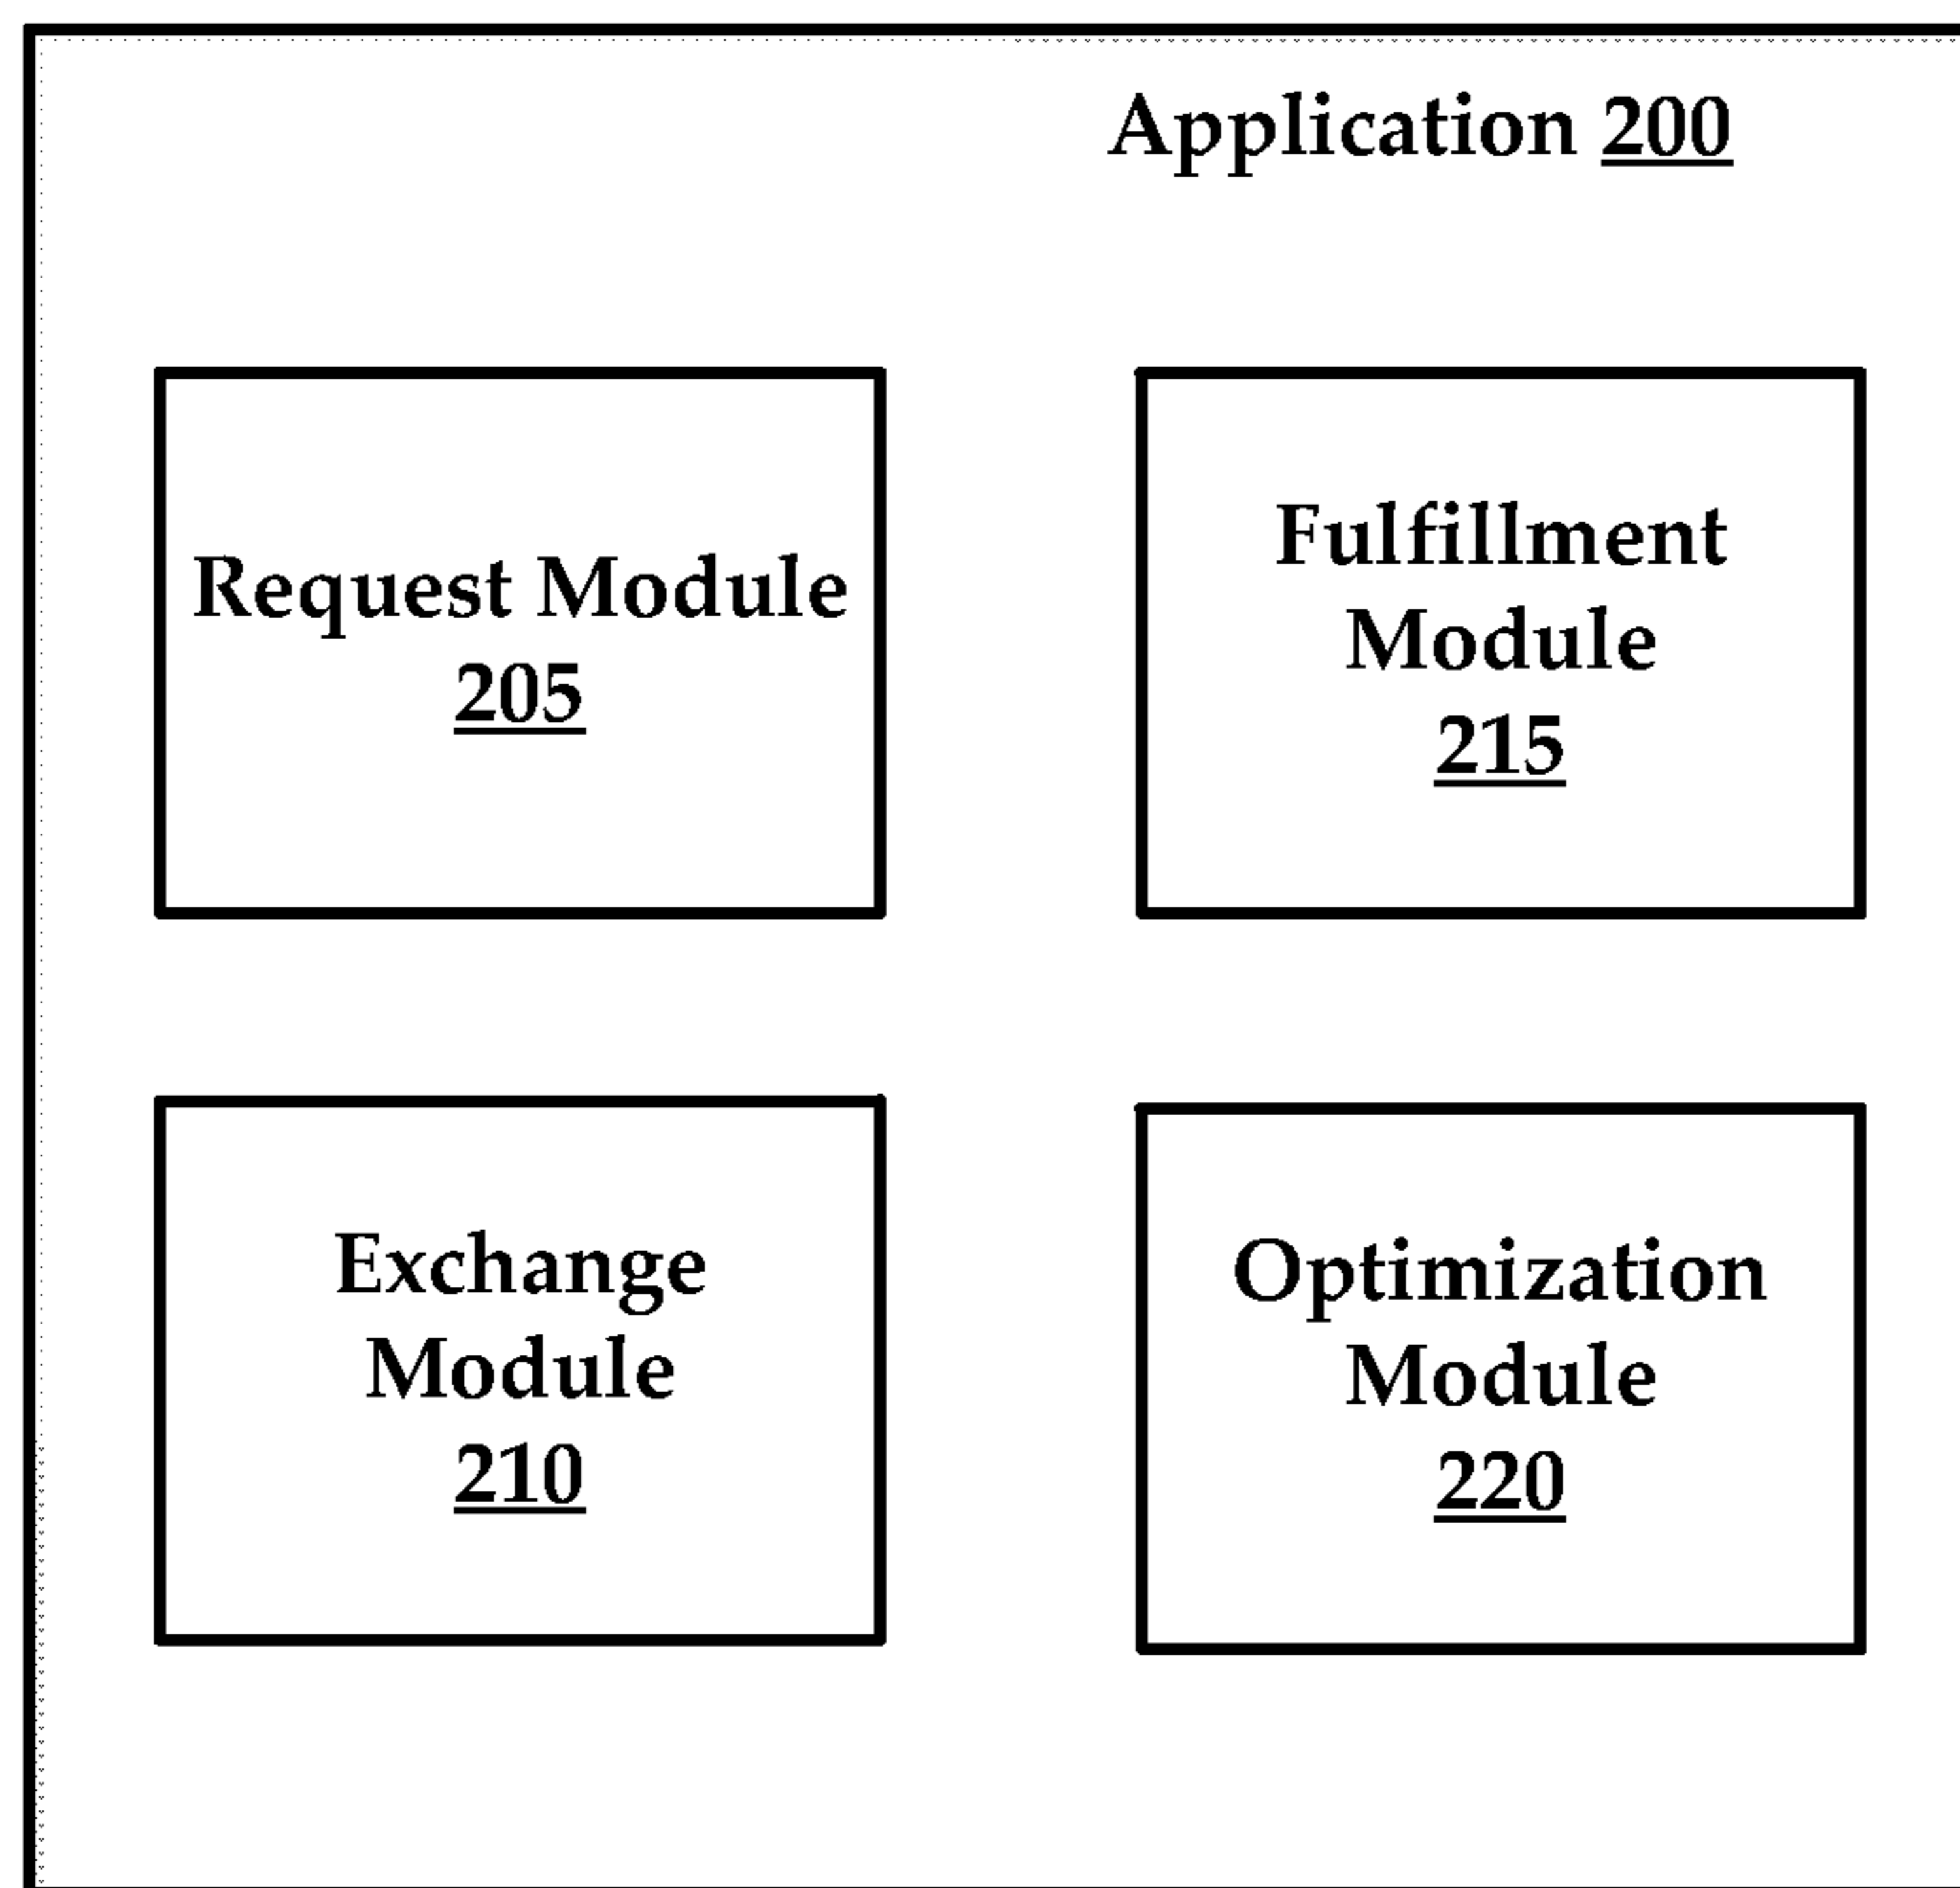 Application 200
Request Module
205
Fulfillment
Module
215
Exchange
Module
210
Optimization
Module
220